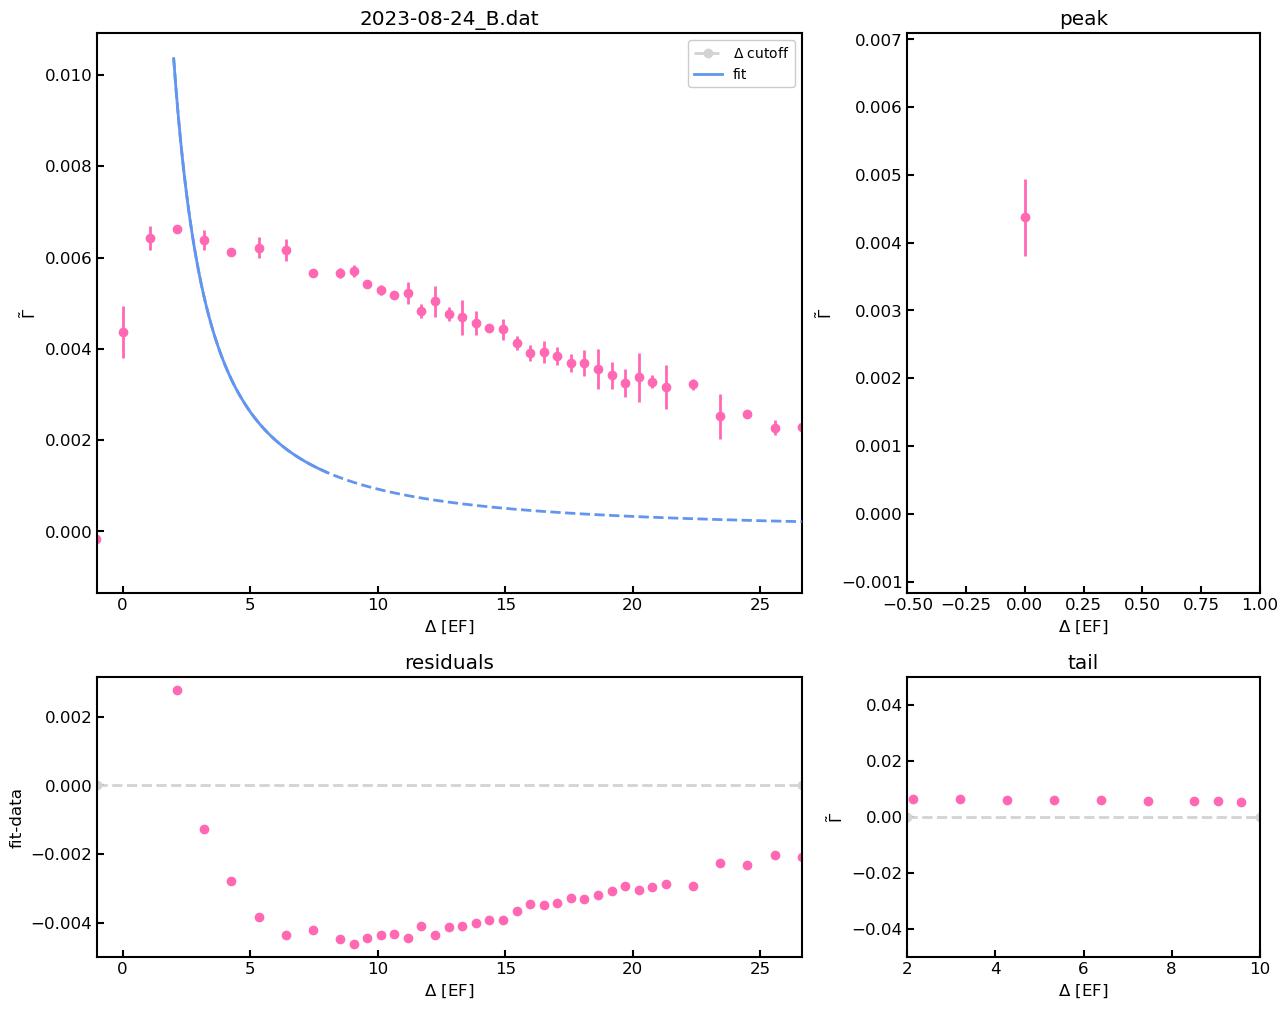 2023-08-24_B.dat
0.010
0.008
0.006
0.004
0.002
0.000
Γ̃
Δ cutoff
fit
0 5 10 15 20 25
Δ [EF]
peak
0.007
0.006
0.005
0.004
0.003
0.002
0.001
0.000
−0.001
Γ̃
−0.50 −0.25 0.00 0.25 0.50 0.75 1.00
Δ [EF]
residuals
0.002
0.000
−0.002
−0.004
fit-data
0 5 10 15 20 25
Δ [EF]
tail
0.04
0.02
0.00
−0.02
−0.04
Γ̃
2 4 6 8 10
Δ [EF]